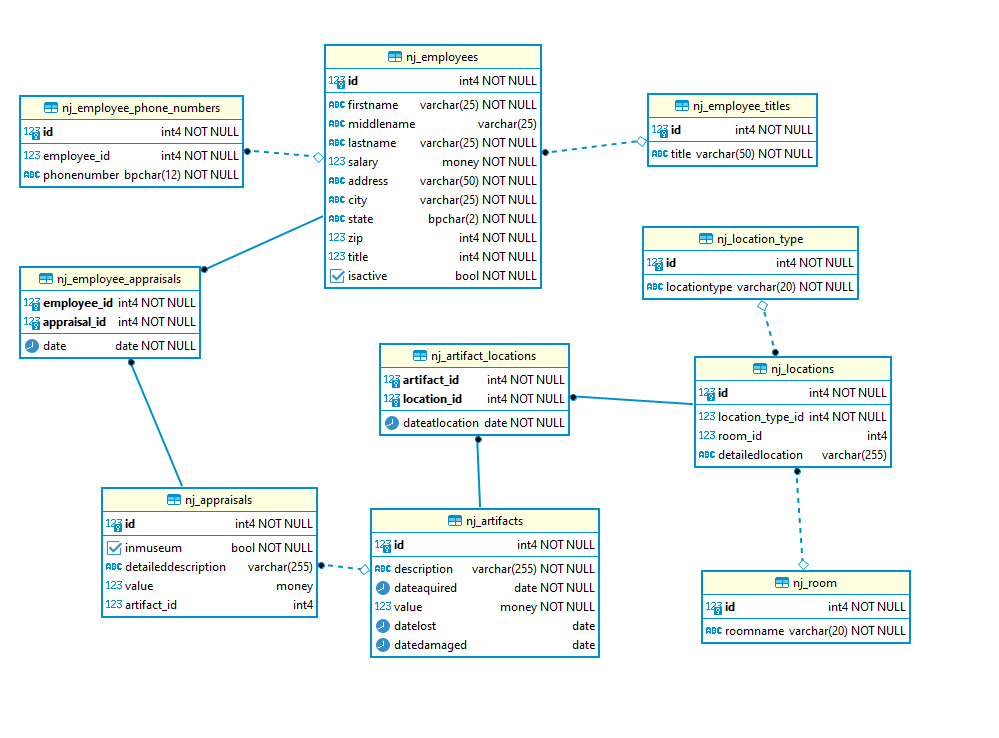 nj_employees
123 id int4 NOT NULL
ABC firstname varchar(25) NOT NULL
ABC middlename varchar(25)
ABC lastname varchar(25) NOT NULL
123 salary money NOT NULL
ABC address varchar(50) NOT NULL
ABC city varchar(25) NOT NULL
ABC state bpchar(2) NOT NULL
123 zip int4 NOT NULL
123 title int4 NOT NULL
isactive bool NOT NULL
nj_employee_phone_numbers
123 id int4 NOT NULL
123 employee_id int4 NOT NULL
ABC phonenumber bpchar(12) NOT NULL
nj_employee_titles
123 id int4 NOT NULL
ABC title varchar(50) NOT NULL
nj_location_type
123 id int4 NOT NULL
ABC locationtype varchar(20) NOT NULL
nj_employee_appraisals
123 employee_id int4 NOT NULL
123 appraisal_id int4 NOT NULL
date date NOT NULL
nj_artifact_locations
123 artifact_id int4 NOT NULL
123 location_id int4 NOT NULL
dateatlocation date NOT NULL
nj_locations
123 id int4 NOT NULL
123 location_type_id int4 NOT NULL
123 room_id int4
ABC detailedlocation varchar(255)
nj_appraisals
123 id int4 NOT NULL
inmuseum bool NOT NULL
ABC detaileddescription varchar(255)
123 value money
123 artifact_id int4
nj_artifacts
123 id int4 NOT NULL
ABC description varchar(255) NOT NULL
dateaquired date NOT NULL
123 value money NOT NULL
datelost date
datedamaged date
nj_room
123 id int4 NOT NULL
ABC roomname varchar(20) NOT NULL